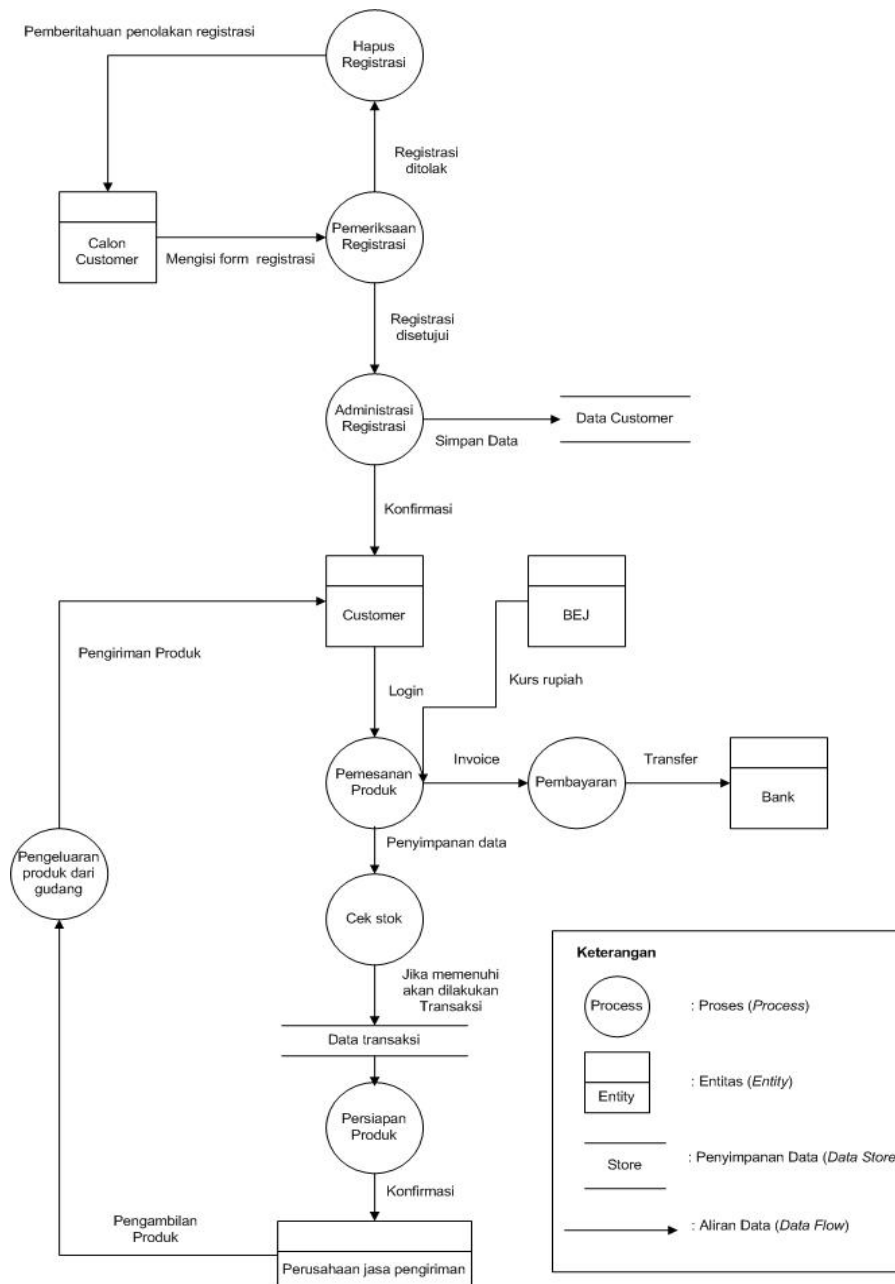 Pemberitahuan penolakan registrasi
Hapus
Registrasi
Registrasi
ditolak
Calon
Customer
Mengisi form registrasi
Pemeriksaan
Registrasi
Registrasi
disetujui
Administrasi
Registrasi
Simpan Data
Data Customer
Konfirmasi
Customer
BEJ
Pengiriman Produk
Login
Kurs rupiah
Pemesanan
Produk
Invoice
Pembayaran
Transfer
Bank
Penyimpanan data
Pengeluaran
produk dari
gudang
Cek stok
Jika memenuhi
akan dilakukan
Transaksi
Data transaksi
Persiapan
Produk
Konfirmasi
Pengambilan
Produk
Perusahaan jasa pengiriman
Keterangan
Process
: Proses (Process)
Entity
: Entitas (Entity)
Store
: Penyimpanan Data (Data Store
: Aliran Data (Data Flow)